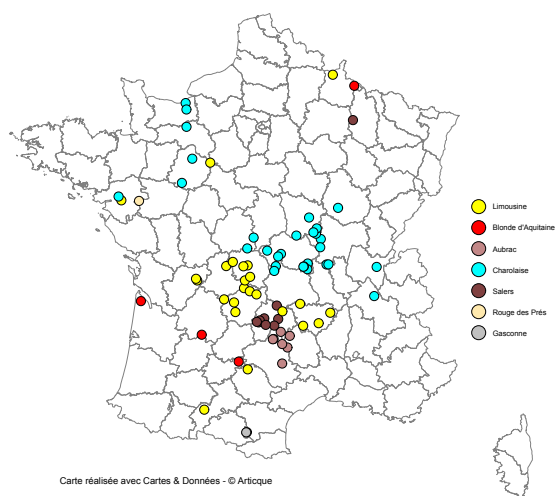 Limousine
Blonde d'Aquitaine
Aubrac
Charolaise
Salers
Rouge des Prés
Gasconne
Carte réalisée avec Cartes & Données - © Articque